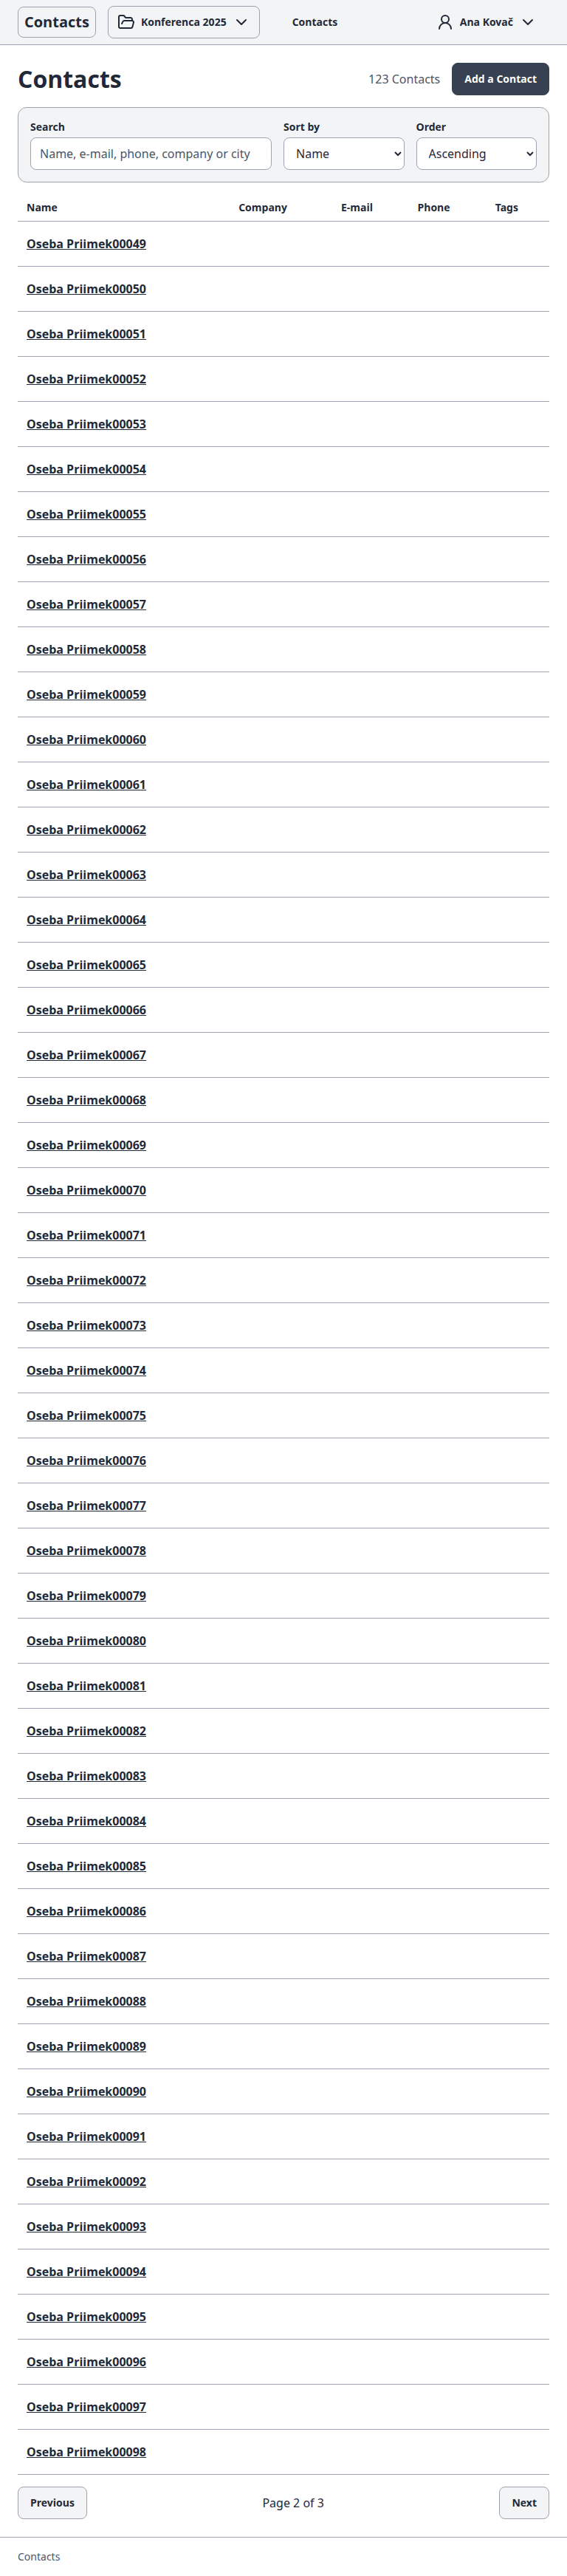 Contacts Konferenca 2025 Contacts Ana Kovač
Contacts 123 Contacts Add a Contact
Search Sort by Order
Name, e-mail, phone, company or city Name Ascending
Name Company E-mail Phone Tags
Oseba Priimek00049
Oseba Priimek00050
Oseba Priimek00051
Oseba Priimek00052
Oseba Priimek00053
Oseba Priimek00054
Oseba Priimek00055
Oseba Priimek00056
Oseba Priimek00057
Oseba Priimek00058
Oseba Priimek00059
Oseba Priimek00060
Oseba Priimek00061
Oseba Priimek00062
Oseba Priimek00063
Oseba Priimek00064
Oseba Priimek00065
Oseba Priimek00066
Oseba Priimek00067
Oseba Priimek00068
Oseba Priimek00069
Oseba Priimek00070
Oseba Priimek00071
Oseba Priimek00072
Oseba Priimek00073
Oseba Priimek00074
Oseba Priimek00075
Oseba Priimek00076
Oseba Priimek00077
Oseba Priimek00078
Oseba Priimek00079
Oseba Priimek00080
Oseba Priimek00081
Oseba Priimek00082
Oseba Priimek00083
Oseba Priimek00084
Oseba Priimek00085
Oseba Priimek00086
Oseba Priimek00087
Oseba Priimek00088
Oseba Priimek00089
Oseba Priimek00090
Oseba Priimek00091
Oseba Priimek00092
Oseba Priimek00093
Oseba Priimek00094
Oseba Priimek00095
Oseba Priimek00096
Oseba Priimek00097
Oseba Priimek00098
Previous Page 2 of 3 Next
Contacts